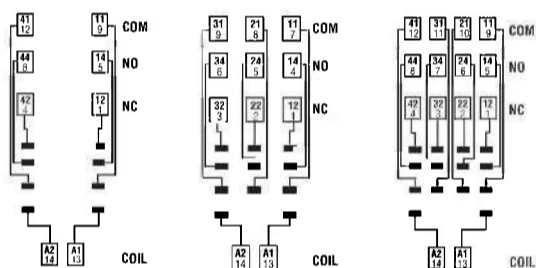 41 11 31 21 11 41 31 21 11
12 9 COM 9 8 7 COM 12 11 10 9 COM
44 14 34 24 14 44 34 24 14
8 5 NO 6 5 4 NO 8 7 6 5 NO
42 12 32 22 12 42 32 22 12
4 1 NC 3 2 1 NC 4 3 2 1 NC
A2 A1 A2 A1 A2 A1
14 13 COIL 14 13 COIL 14 13 COIL